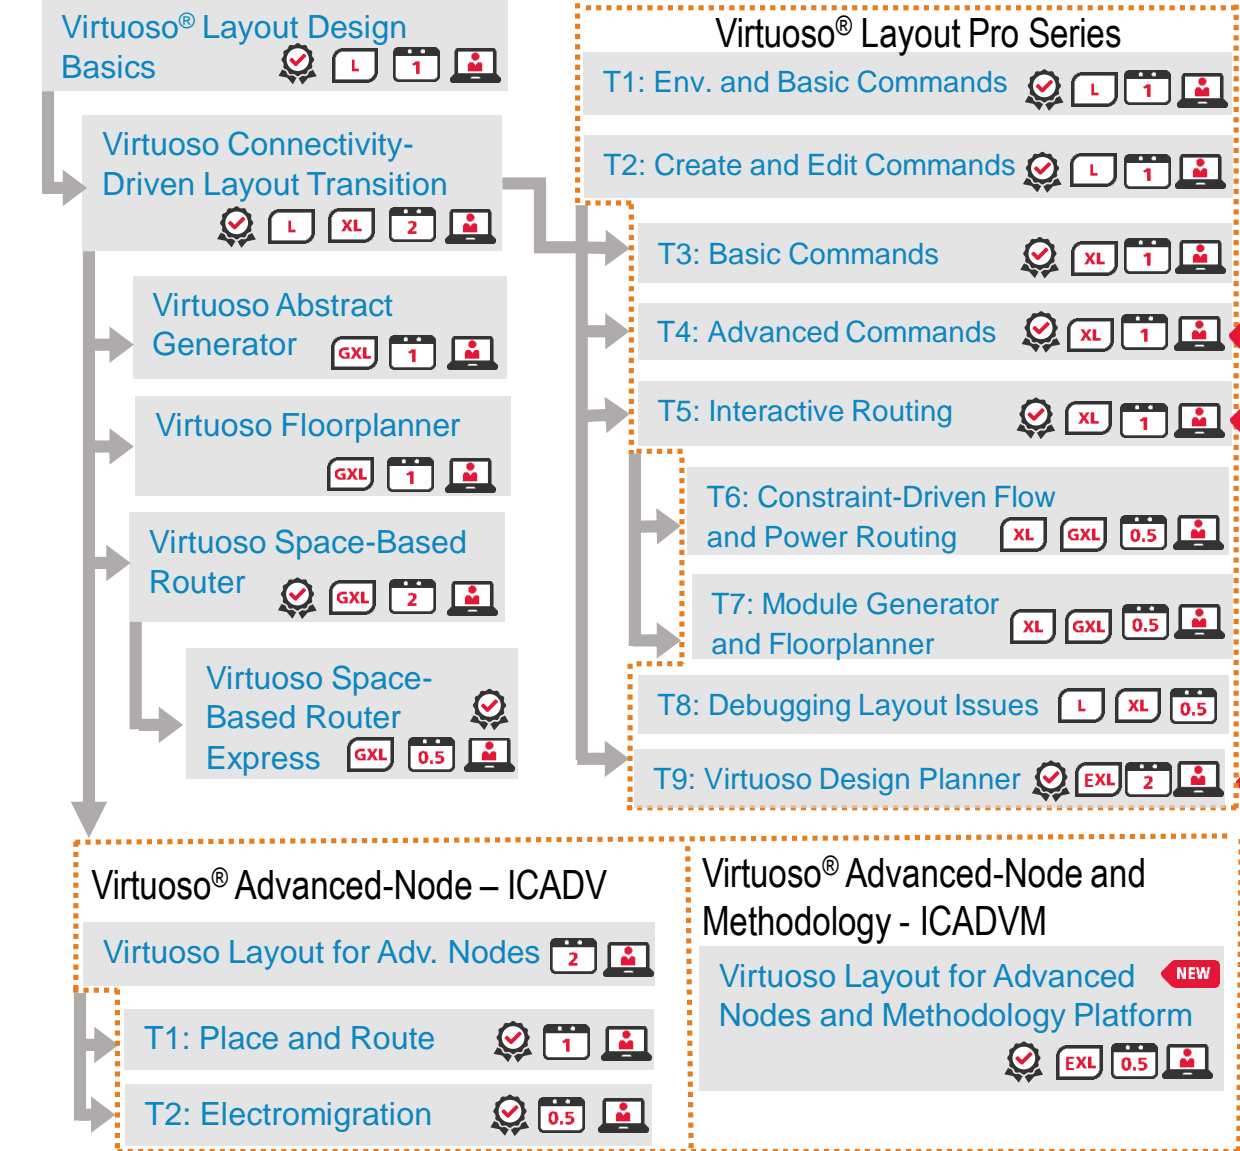 Virtuoso® Layout Design
Basics
L
1
Virtuoso Connectivity-
Driven Layout Transition
L
XL
2
Virtuoso Abstract
Generator
GXL
1
Virtuoso Floorplanner
GXL
1
Virtuoso Space-Based
Router
GXL
2
Virtuoso Space-
Based Router
Express
GXL
0.5
Virtuoso® Layout Pro Series
T1: Env. and Basic Commands
L
1
T2: Create and Edit Commands
L
1
T3: Basic Commands
XL
1
T4: Advanced Commands
XL
1
T5: Interactive Routing
XL
1
T6: Constraint-Driven Flow
and Power Routing
XL
GXL
0.5
T7: Module Generator
and Floorplanner
XL
GXL
0.5
T8: Debugging Layout Issues
L
XL
0.5
T9: Virtuoso Design Planner
EXL
2
Virtuoso® Advanced-Node – ICADV
Virtuoso Layout for Adv. Nodes
2
T1: Place and Route
1
T2: Electromigration
0.5
Virtuoso® Advanced-Node and
Methodology - ICADVM
Virtuoso Layout for Advanced
NEW
Nodes and Methodology Platform
EXL
0.5